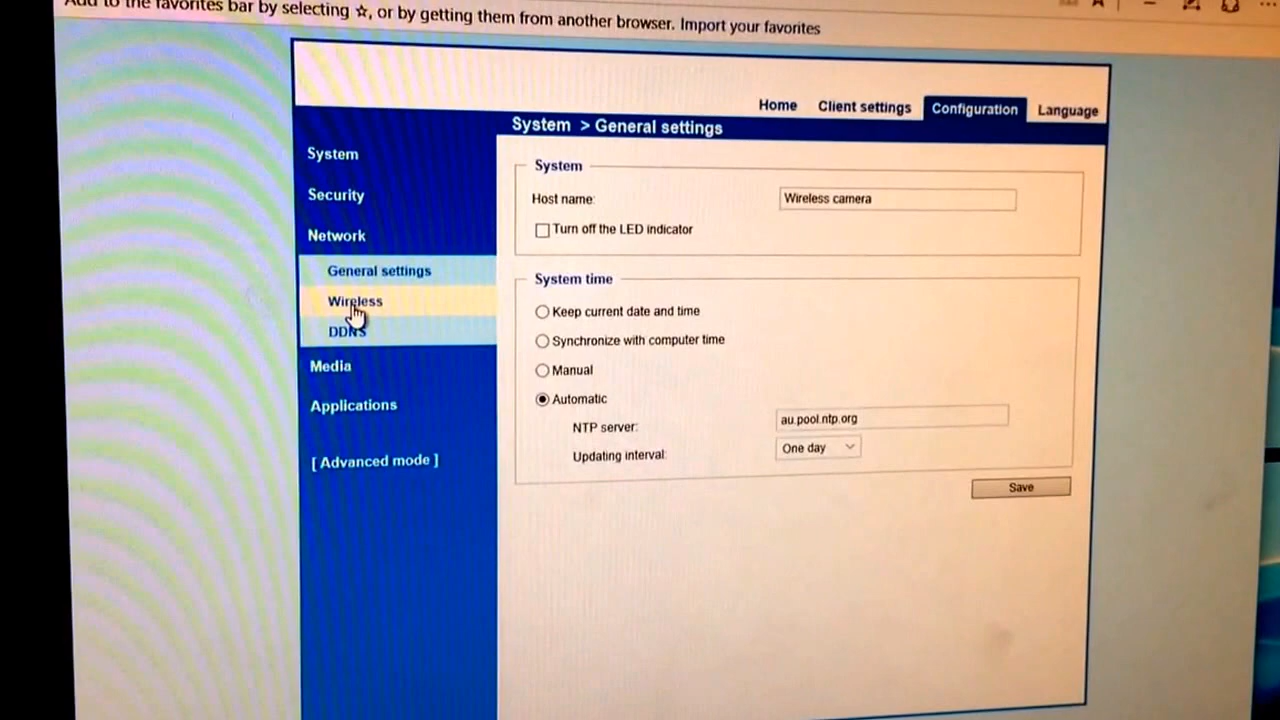 Add to the favorites bar by selecting ☆, or by getting them from another browser. Import your favorites
Home Client settings Configuration Language
System > General settings
System
Security
Network
General settings
Wireless
DDNS
Media
Applications
[ Advanced mode ]
System
Host name: Wireless camera
Turn off the LED indicator
System time
Keep current date and time
Synchronize with computer time
Manual
Automatic
NTP server: au.pool.ntp.org
Updating interval: One day
Save